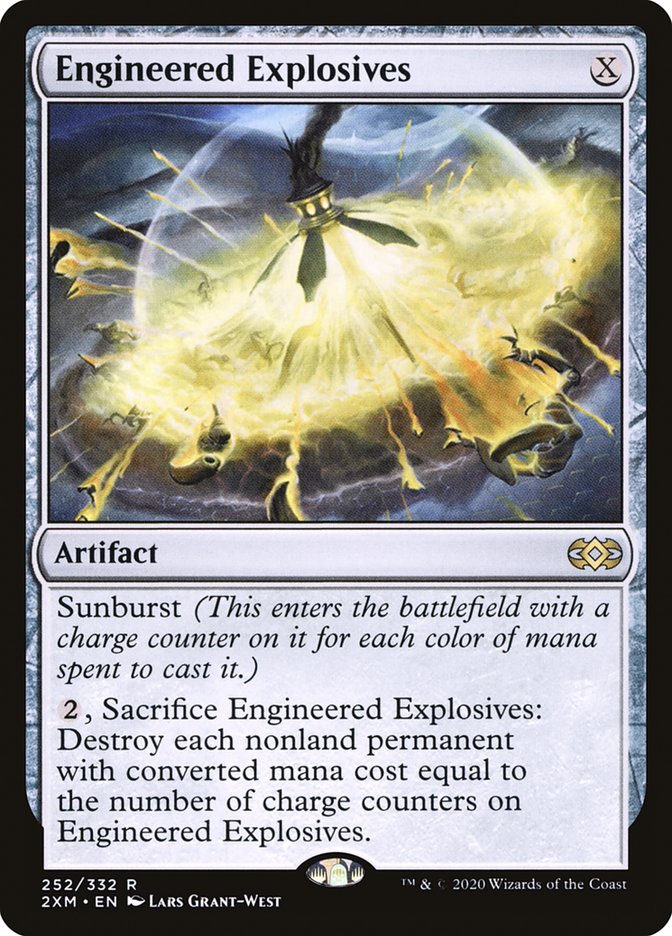 Engineered Explosives X
Artifact
Sunburst (This enters the battlefield with a
charge counter on it for each color of mana
spent to cast it.)
2, Sacrifice Engineered Explosives:
Destroy each nonland permanent
with converted mana cost equal to
the number of charge counters on
Engineered Explosives.
252/332 R
2XM • EN Lars Grant-West
™ & © 2020 Wizards of the Coast